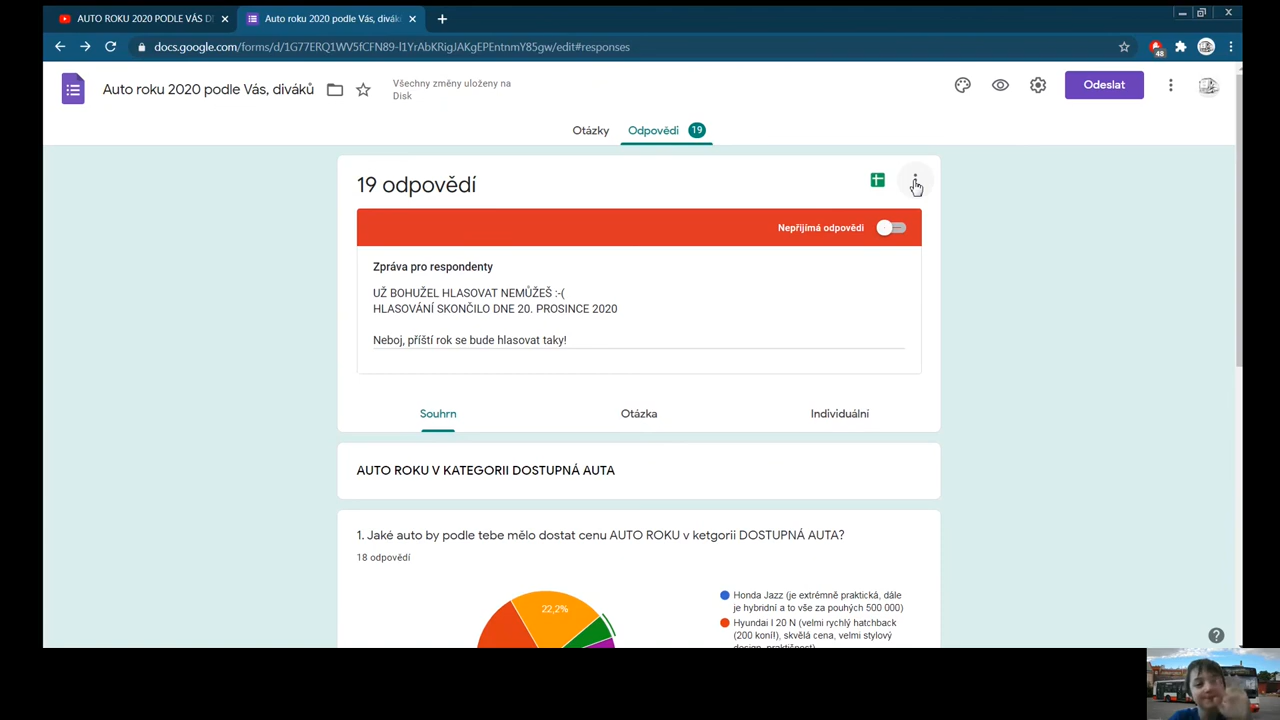 AUTO ROKU 2020 PODLE VÁS D
Auto roku 2020 podle Vás, divák
docs.google.com/forms/d/1G77ERQ1WV5fCFN89-l1YrAbKRigJAKgEPEntnmY85gw/edit#responses
48
Auto roku 2020 podle Vás, diváků
Všechny změny uloženy na
Disk
Odeslat
Otázky
Odpovědi 19
19 odpovědí
Nepřijímá odpovědi
Zpráva pro respondenty
UŽ BOHUŽEL HLASOVAT NEMŮŽEŠ :-(
HLASOVÁNÍ SKONČILO DNE 20. PROSINCE 2020
Neboj, příští rok se bude hlasovat taky!
Souhrn
Otázka
Individuální
AUTO ROKU V KATEGORII DOSTUPNÁ AUTA
1. Jaké auto by podle tebe mělo dostat cenu AUTO ROKU v ketgorii DOSTUPNÁ AUTA?
18 odpovědí
22,2%
Honda Jazz (je extrémně praktická, dále
je hybridní a to vše za pouhých 500 000)
Hyundai I 20 N (velmi rychlý hatchback
(200 koní!), skvělá cena, velmi stylový
design, praktičnost)